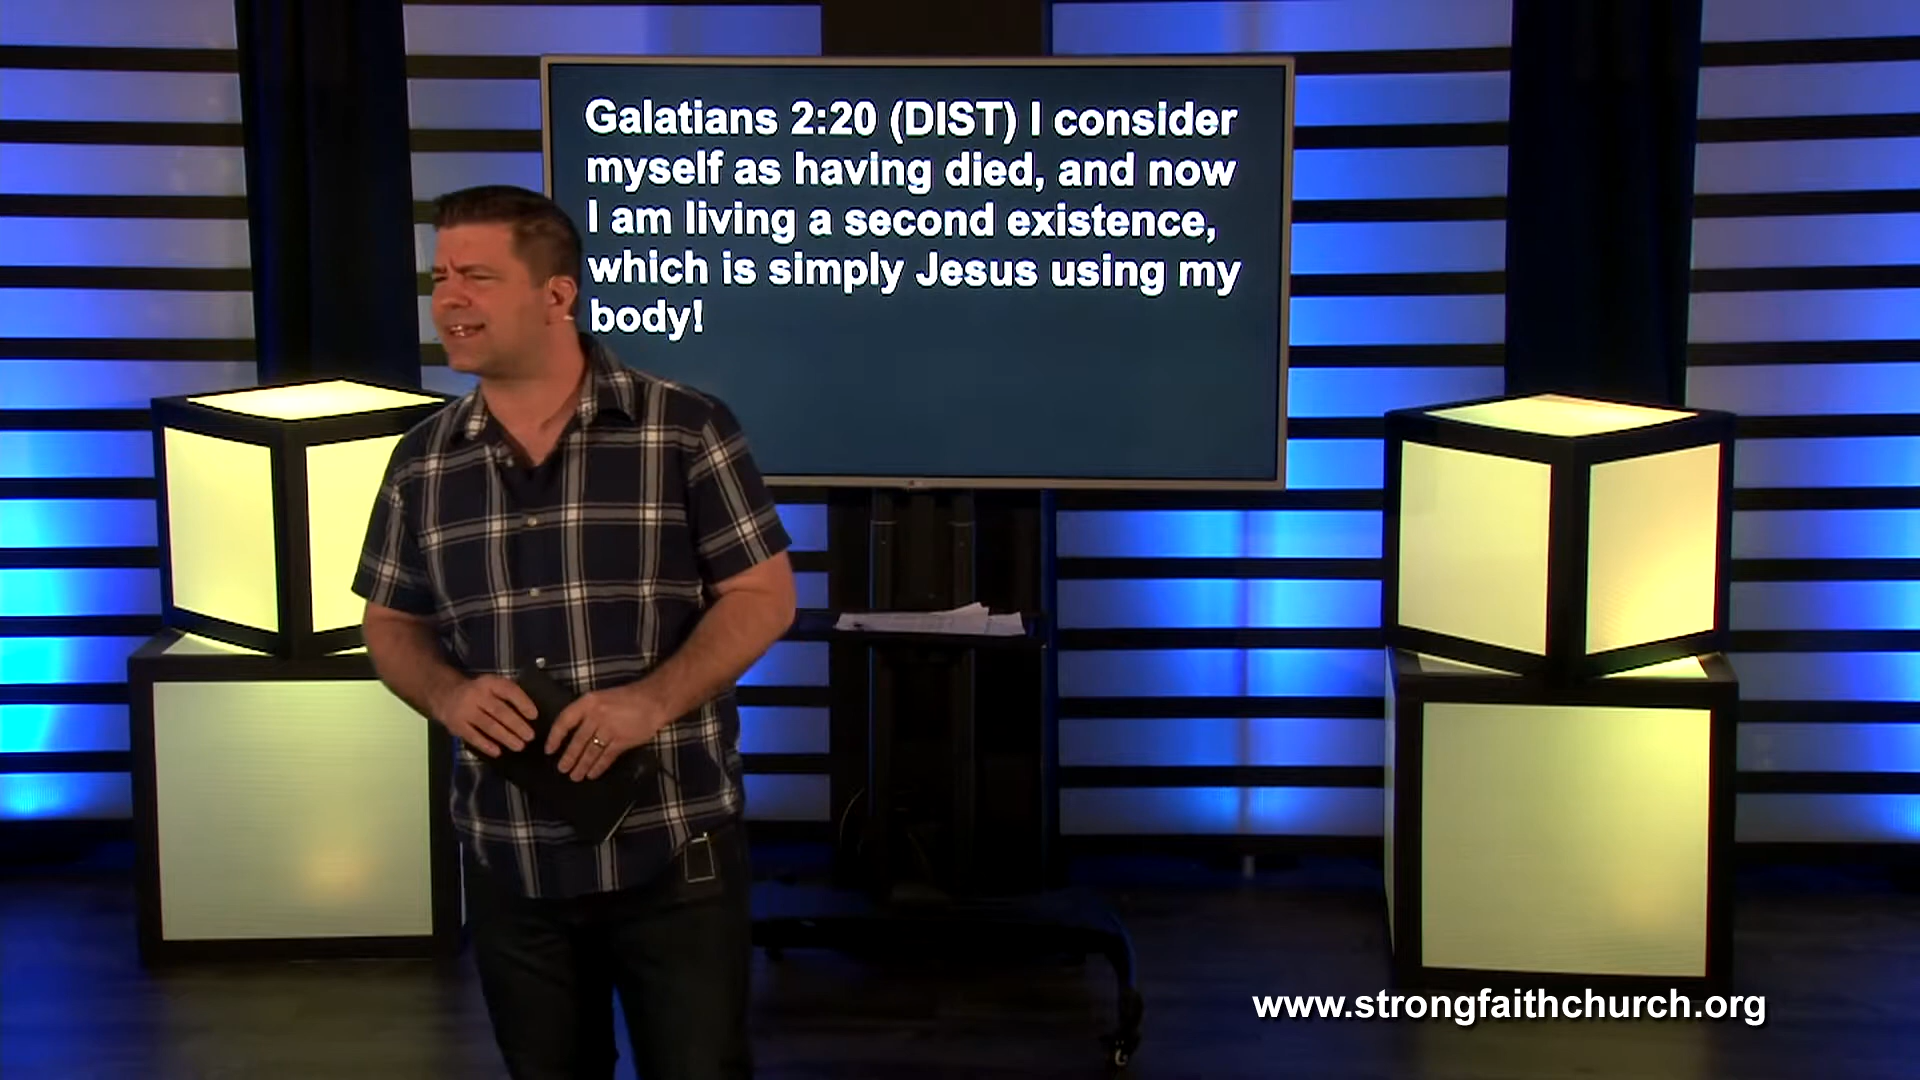 Galatians 2:20 (DIST) I consider
myself as having died, and now
I am living a second existence,
which is simply Jesus using my
body!
www.strongfaithchurch.org